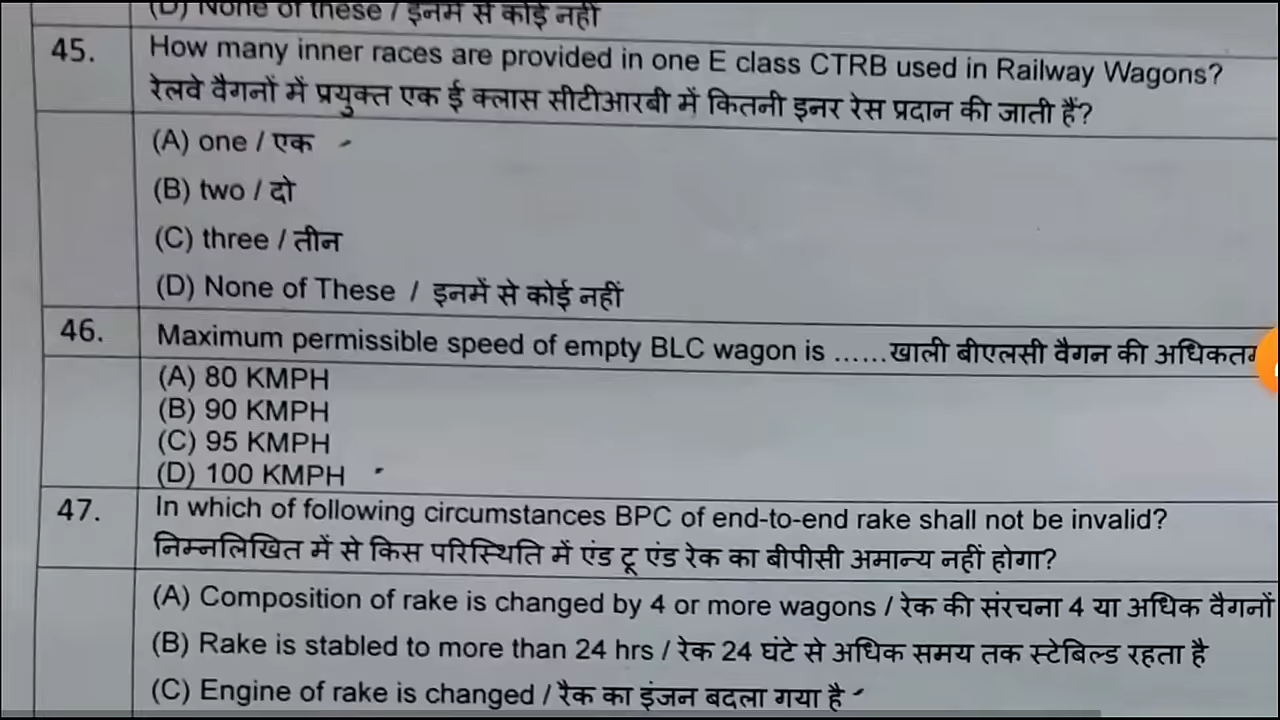 (D) None of these / इनमें से कोई नहीं
45. How many inner races are provided in one E class CTRB used in Railway Wagons?
रेलवे वैगनों में प्रयुक्त एक ई क्लास सीटीआरबी में कितनी इनर रेस प्रदान की जाती हैं?
(A) one / एक
(B) two / दो
(C) three / तीन
(D) None of These / इनमें से कोई नहीं
46. Maximum permissible speed of empty BLC wagon is ......खाली बीएलसी वैगन की
(A) 80 KMPH
(B) 90 KMPH
(C) 95 KMPH
(D) 100 KMPH
47. In which of following circumstances BPC of end-to-end rake shall not be invalid?
निम्नलिखित में से किस परिस्थिति में एंड टू एंड रेक का बीपीसी अमान्य नहीं होगा?
(A) Composition of rake is changed by 4 or more wagons / रेक की संरचना 4 या अधिक वैगनों
(B) Rake is stabled to more than 24 hrs / रेक 24 घंटे से अधिक समय तक स्टेबिल्ड रहता है
(C) Engine of rake is changed / रैक का इंजन बदला गया है